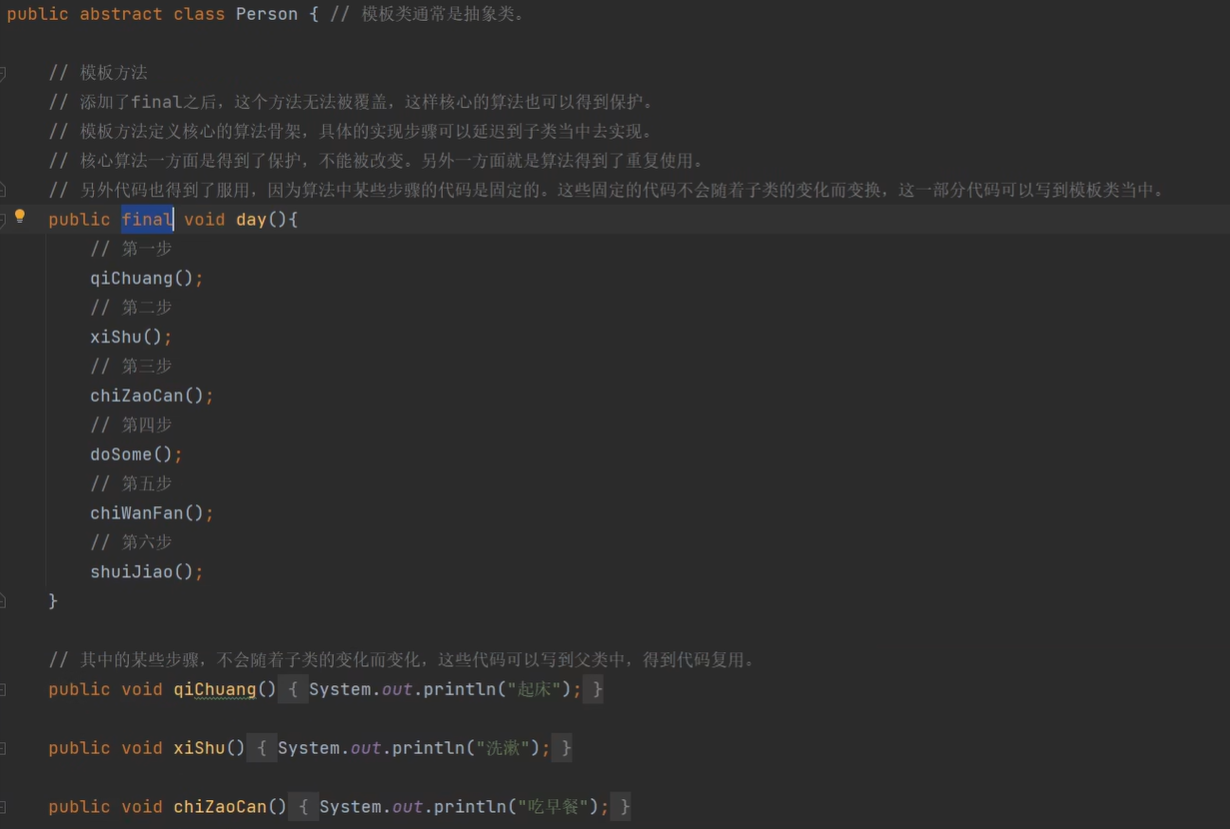 public abstract class Person { // 模板类通常是抽象类。
// 模板方法
// 添加了final之后，这个方法无法被覆盖，这样核心的算法也可以得到保护。
// 模板方法定义核心的算法骨架，具体的实现步骤可以延迟到子类当中去实现。
// 核心算法一方面是得到了保护，不能被改变。另外一方面就是算法得到了重复使用。
// 另外代码也得到了服用，因为算法中某些步骤的代码是固定的。这些固定的代码不会随着子类的变化而变换，这一部分代码可以写到模板类当中。
public final void day(){
// 第一步
qiChuang();
// 第二步
xiShu();
// 第三步
chiZaoCan();
// 第四步
doSome();
// 第五步
chiWanFan();
// 第六步
shuiJiao();
}
// 其中的某些步骤，不会随着子类的变化而变化，这些代码可以写到父类中，得到代码复用。
public void qiChuang() { System.out.println("起床"); }
public void xiShu() { System.out.println("洗漱"); }
public void chiZaoCan() { System.out.println("吃早餐"); }